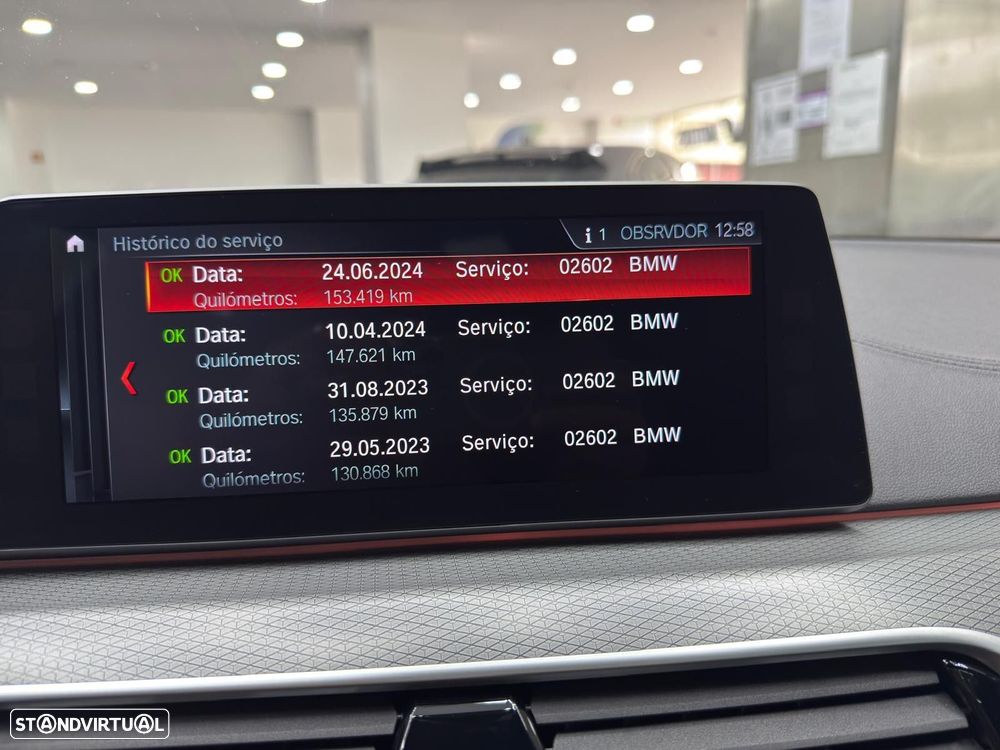 Histórico do serviço
i 1 OBSRVDOR 12:58
OK Data: 24.06.2024 Serviço: 02602 BMW
Quilómetros: 153.419 km
OK Data: 10.04.2024 Serviço: 02602 BMW
Quilómetros: 147.621 km
OK Data: 31.08.2023 Serviço: 02602 BMW
Quilómetros: 135.879 km
OK Data: 29.05.2023 Serviço: 02602 BMW
Quilómetros: 130.868 km
STANDVIRTUAL